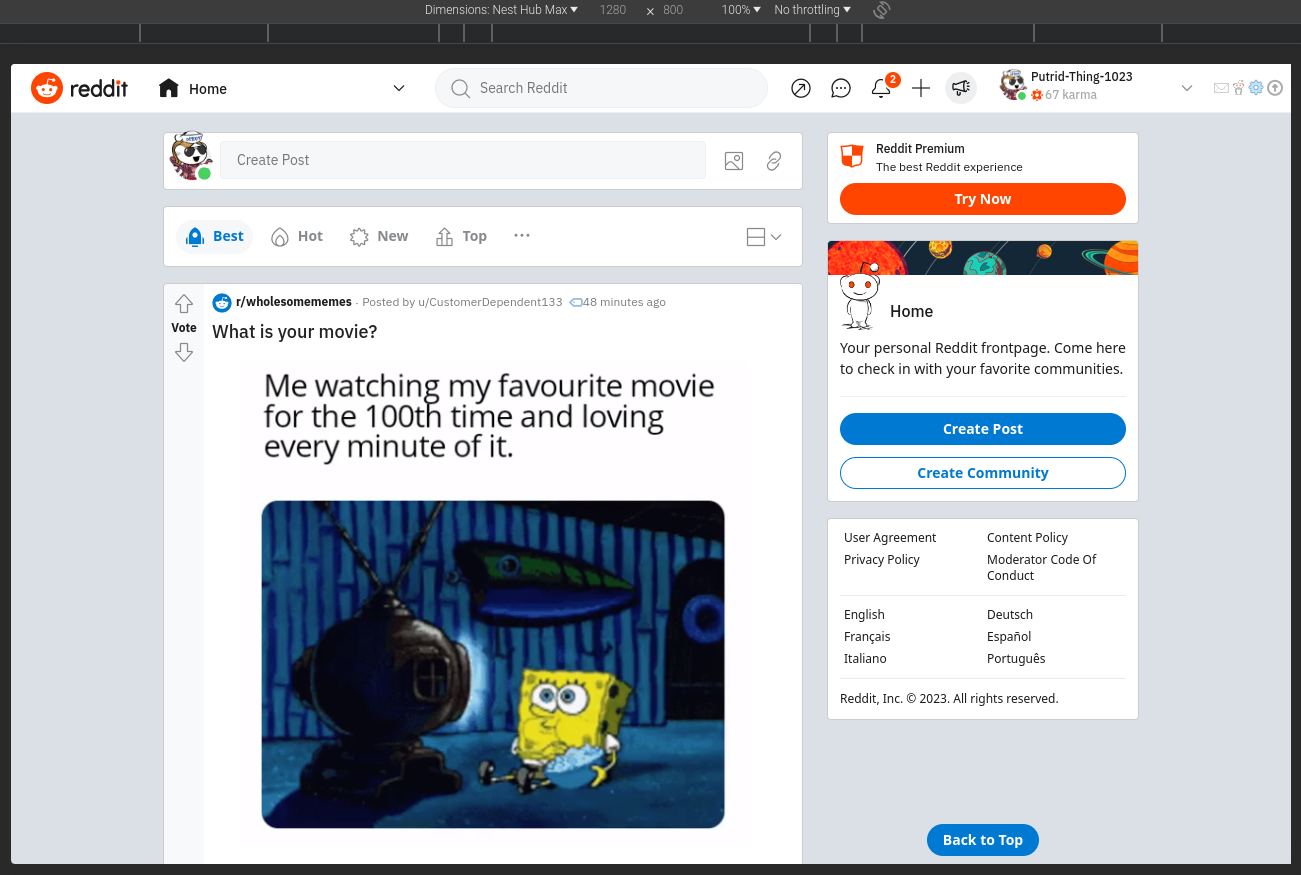 Dimensions: Nest Hub Max 1280 x 800 100% No throttling
reddit Home Search Reddit 2 Putrid-Thing-1023
67 karma
Create Post
Best Hot New Top ...
r/wholesomememes · Posted by u/CustomerDependent133 48 minutes ago
Vote
What is your movie?
Me watching my favourite movie
for the 100th time and loving
every minute of it.
Reddit Premium
The best Reddit experience
Try Now
Home
Your personal Reddit frontpage. Come here
to check in with your favorite communities.
Create Post
Create Community
User Agreement Content Policy
Privacy Policy Moderator Code Of
Conduct
English Deutsch
Français Español
Italiano Português
Reddit, Inc. © 2023. All rights reserved.
Back to Top